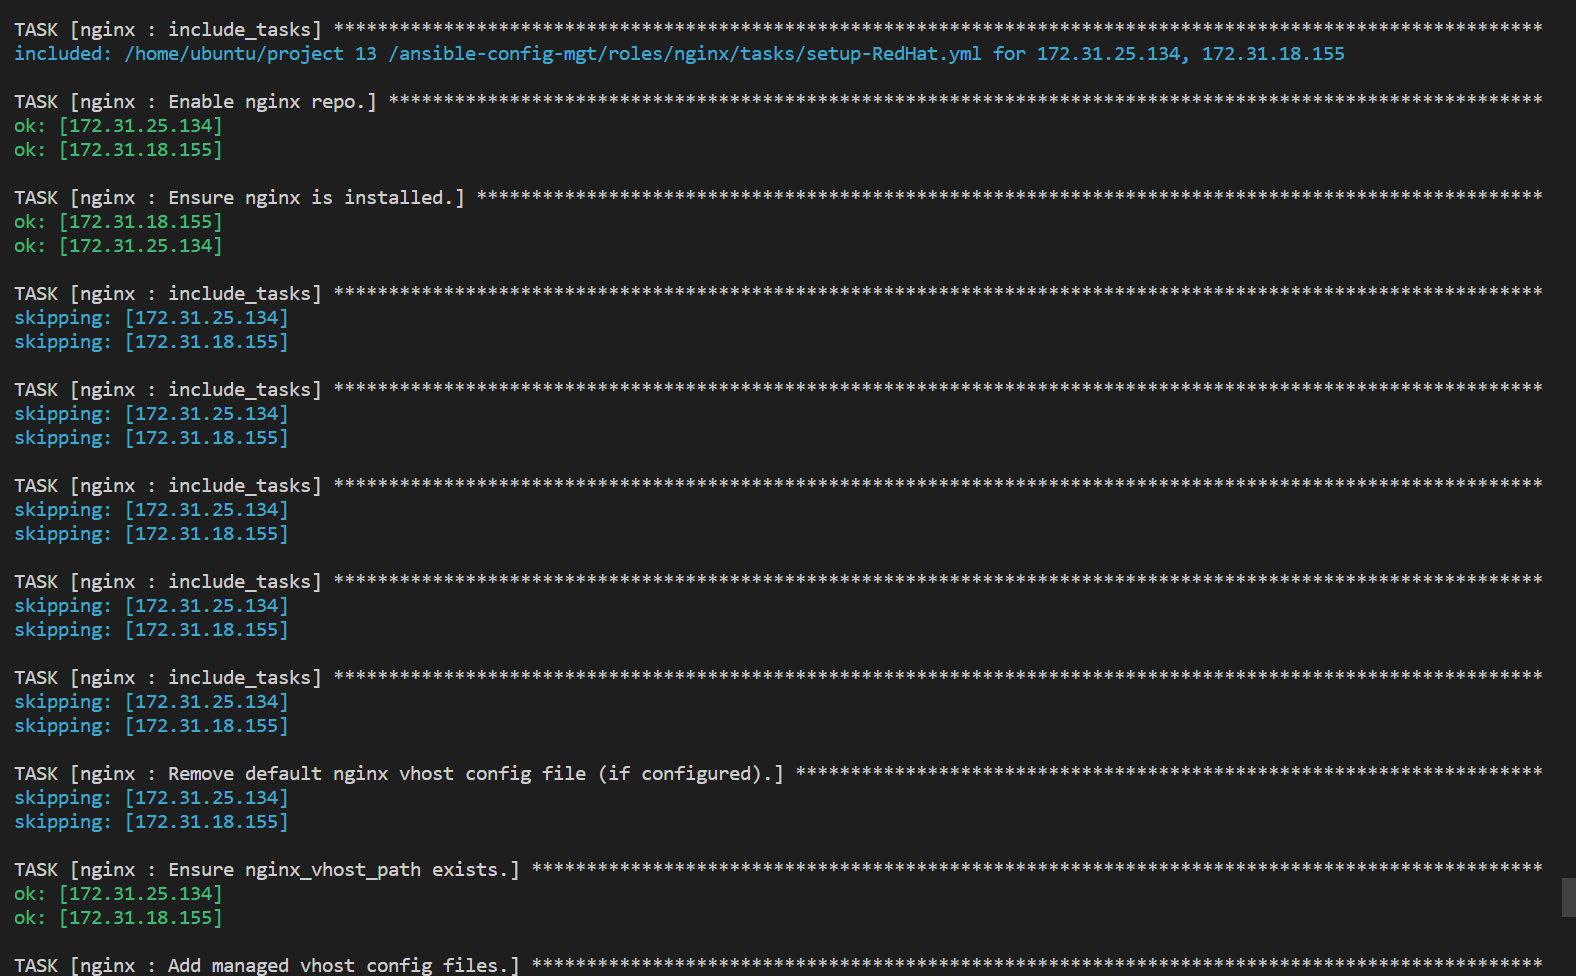 TASK [nginx : include_tasks] **************************************************************************************************************
included: /home/ubuntu/project 13 /ansible-config-mgt/roles/nginx/tasks/setup-RedHat.yml for 172.31.25.134, 172.31.18.155
TASK [nginx : Enable nginx repo.] *********************************************************************************************************
ok: [172.31.25.134]
ok: [172.31.18.155]
TASK [nginx : Ensure nginx is installed.] *************************************************************************************************
ok: [172.31.18.155]
ok: [172.31.25.134]
TASK [nginx : include_tasks] **************************************************************************************************************
skipping: [172.31.25.134]
skipping: [172.31.18.155]
TASK [nginx : include_tasks] **************************************************************************************************************
skipping: [172.31.25.134]
skipping: [172.31.18.155]
TASK [nginx : include_tasks] **************************************************************************************************************
skipping: [172.31.25.134]
skipping: [172.31.18.155]
TASK [nginx : include_tasks] **************************************************************************************************************
skipping: [172.31.25.134]
skipping: [172.31.18.155]
TASK [nginx : include_tasks] **************************************************************************************************************
skipping: [172.31.25.134]
skipping: [172.31.18.155]
TASK [nginx : Remove default nginx vhost config file (if configured).] ********************************************************************
skipping: [172.31.25.134]
skipping: [172.31.18.155]
TASK [nginx : Ensure nginx_vhost_path exists.] ********************************************************************************************
ok: [172.31.25.134]
ok: [172.31.18.155]
TASK [nginx : Add managed vhost config files.] ********************************************************************************************